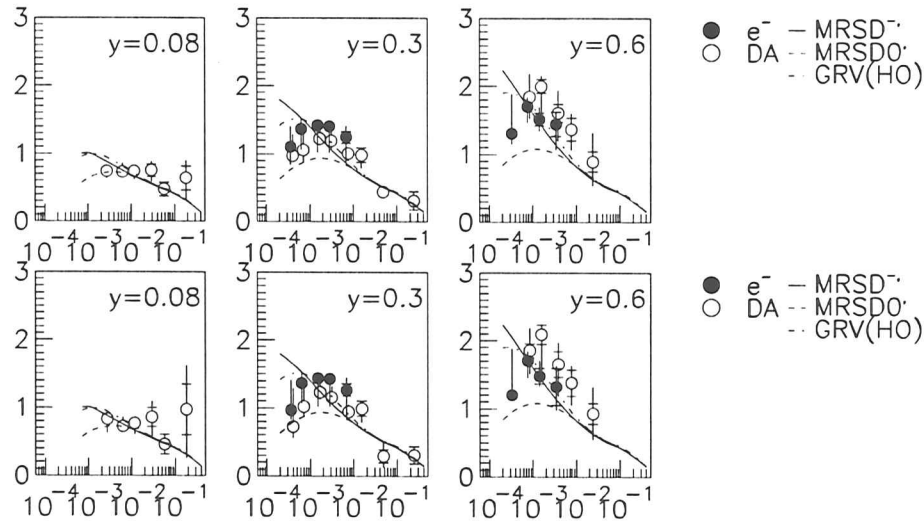 3 y=0.08 3 y=0.3 3 y=0.6 ● e⁻ — MRSD⁻'
○ DA -- MRSD0'
-·- GRV(HO)
2 2 2
1 1 1
0 0 0
10⁻⁴ 10⁻³ 10⁻² 10⁻¹ 10⁻⁴ 10⁻³ 10⁻² 10⁻¹ 10⁻⁴ 10⁻³ 10⁻² 10⁻¹
3 y=0.08 3 y=0.3 3 y=0.6 ● e⁻ — MRSD⁻'
○ DA -- MRSD0'
-·- GRV(HO)
2 2 2
1 1 1
0 0 0
10⁻⁴ 10⁻³ 10⁻² 10⁻¹ 10⁻⁴ 10⁻³ 10⁻² 10⁻¹ 10⁻⁴ 10⁻³ 10⁻² 10⁻¹